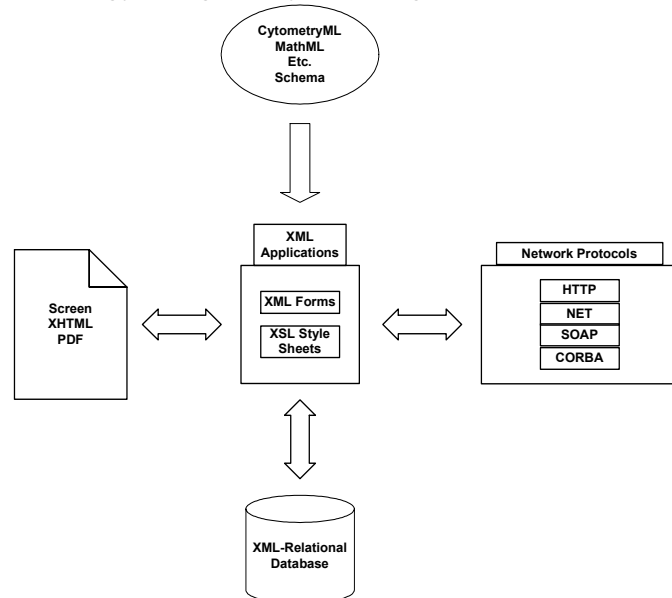 CytometryML
MathML
Etc.
Schema
XML
Applications
XML Forms
XSL Style
Sheets
Screen
XHTML
PDF
Network Protocols
HTTP
NET
SOAP
CORBA
XML-Relational
Database